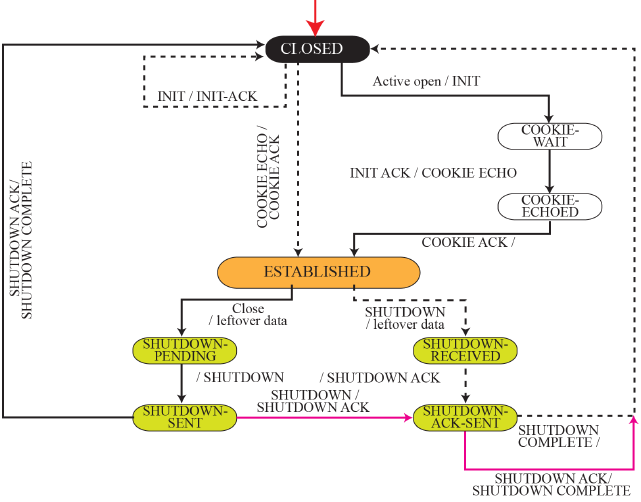 CLOSED
INIT / INIT-ACK
Active open / INIT
COOKIE-
WAIT
COOKIE ECHO /
COOKIE ACK
INIT ACK / COOKIE ECHO
COOKIE-
ECHOED
COOKIE ACK /
SHUTDOWN ACK/
SHUTDOWN COMPLETE
ESTABLISHED
Close
/ leftover data
SHUTDOWN
/ leftover data
SHUTDOWN-
PENDING
SHUTDOWN-
RECEIVED
/ SHUTDOWN
/ SHUTDOWN ACK
SHUTDOWN /
SHUTDOWN ACK
SHUTDOWN-
SENT
SHUTDOWN-
ACK-SENT
SHUTDOWN
COMPLETE /
SHUTDOWN ACK/
SHUTDOWN COMPLETE